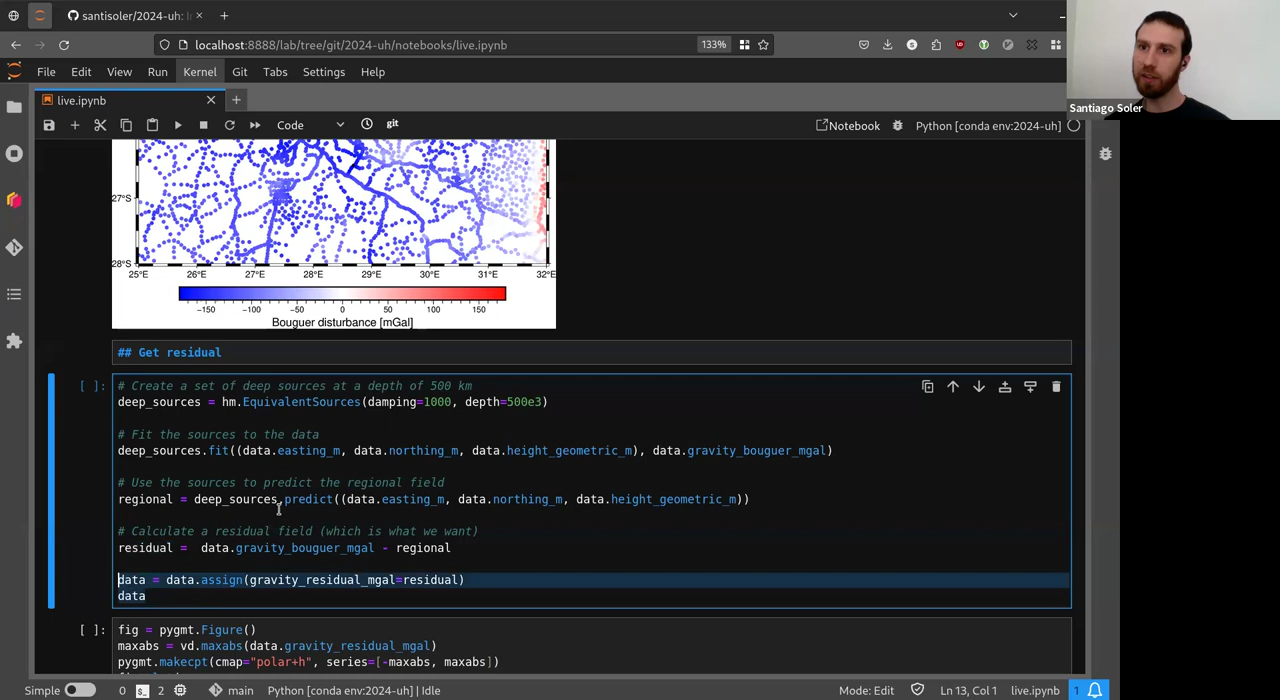 santisoler/2024-uh: I
localhost:8888/lab/tree/git/2024-uh/notebooks/live.ipynb
133%
File Edit View Run Kernel Git Tabs Settings Help
Santiago Soler
live.ipynb
Code
git
Notebook
Python [conda env:2024-uh]
27°S
28°S
25°E 26°E 27°E 28°E 29°E 30°E 31°E 32°E
−150 −100 −50 0 50 100 150
Bouguer disturbance [mGal]
## Get residual
[ ]:
# Create a set of deep sources at a depth of 500 km
deep_sources = hm.EquivalentSources(damping=1000, depth=500e3)
# Fit the sources to the data
deep_sources.fit((data.easting_m, data.northing_m, data.height_geometric_m), data.gravity_bouguer_mgal)
# Use the sources to predict the regional field
regional = deep_sources.predict((data.easting_m, data.northing_m, data.height_geometric_m))
# Calculate a residual field (which is what we want)
residual =  data.gravity_bouguer_mgal - regional
data = data.assign(gravity_residual_mgal=residual)
data
[ ]:
fig = pygmt.Figure()
maxabs = vd.maxabs(data.gravity_residual_mgal)
pygmt.makecpt(cmap="polar+h", series=[-maxabs, maxabs])
Simple
0
2
main
Python [conda env:2024-uh] | Idle
Mode: Edit
Ln 13, Col 1
live.ipynb
1